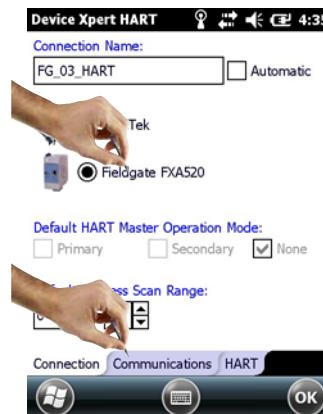 Device Xpert HART 4:35
Connection Name:
FG_03_HART Automatic
Tek
Fieldgate FXA520
Default HART Master Operation Mode:
Primary Secondary None
ess Scan Range:
Connection Communications HART
OK